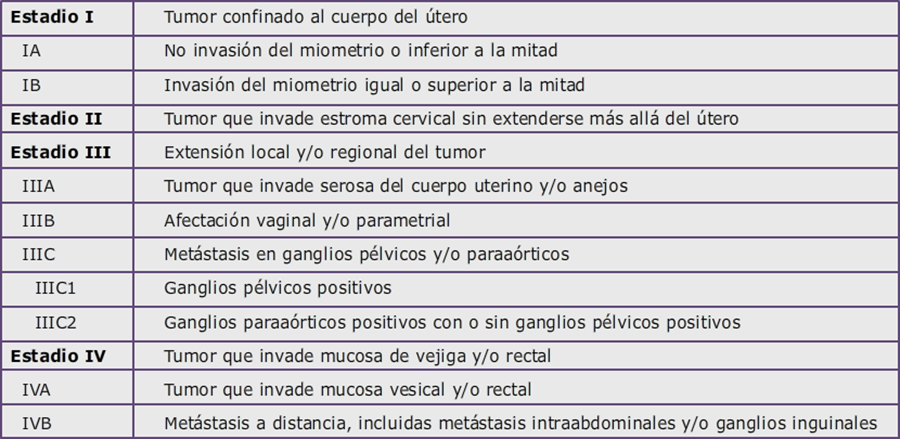 Estadio I Tumor confinado al cuerpo del útero
IA No invasión del miometrio o inferior a la mitad
IB Invasión del miometrio igual o superior a la mitad
Estadio II Tumor que invade estroma cervical sin extenderse más allá del útero
Estadio III Extensión local y/o regional del tumor
IIIA Tumor que invade serosa del cuerpo uterino y/o anejos
IIIB Afectación vaginal y/o parametrial
IIIC Metástasis en ganglios pélvicos y/o paraaórticos
IIIC1 Ganglios pélvicos positivos
IIIC2 Ganglios paraaórticos positivos con o sin ganglios pélvicos positivos
Estadio IV Tumor que invade mucosa de vejiga y/o rectal
IVA Tumor que invade mucosa vesical y/o rectal
IVB Metástasis a distancia, incluidas metástasis intraabdominales y/o ganglios inguinales